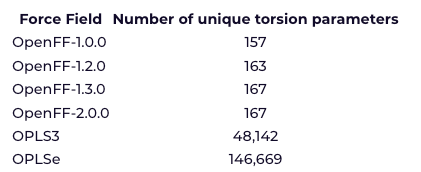 Force Field Number of unique torsion parameters
OpenFF-1.0.0 157
OpenFF-1.2.0 163
OpenFF-1.3.0 167
OpenFF-2.0.0 167
OPLS3 48,142
OPLSe 146,669